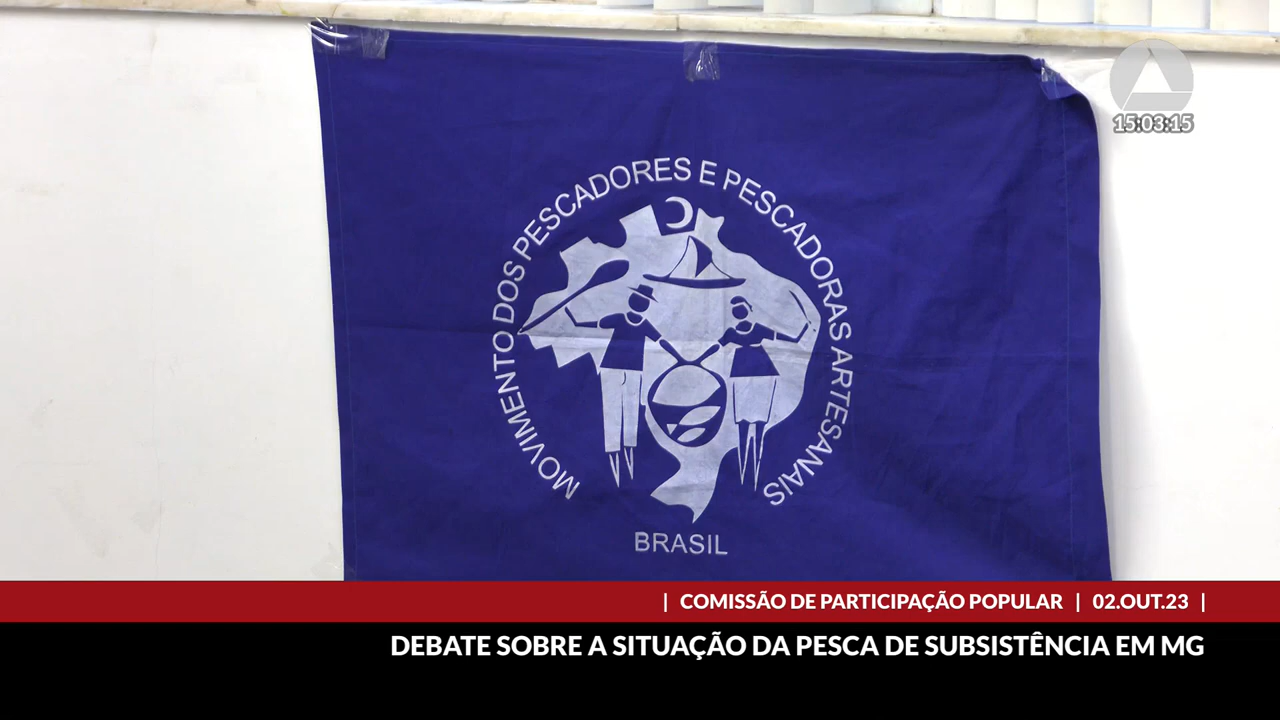 15:03:15
MOVIMENTO DOS PESCADORES E PESCADORAS ARTESANAIS
BRASIL
| COMISSÃO DE PARTICIPAÇÃO POPULAR | 02.OUT.23 |
DEBATE SOBRE A SITUAÇÃO DA PESCA DE SUBSISTÊNCIA EM MG